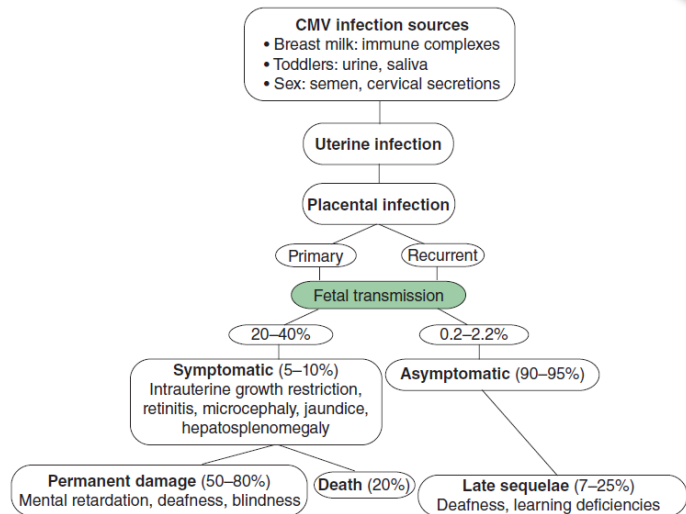 CMV infection sources
• Breast milk: immune complexes
• Toddlers: urine, saliva
• Sex: semen, cervical secretions
Uterine infection
Placental infection
Primary
Recurrent
Fetal transmission
20–40%
0.2–2.2%
Symptomatic (5–10%)
Intrauterine growth restriction,
retinitis, microcephaly, jaundice,
hepatosplenomegaly
Asymptomatic (90–95%)
Permanent damage (50–80%)
Mental retardation, deafness, blindness
Death (20%)
Late sequelae (7–25%)
Deafness, learning deficiencies